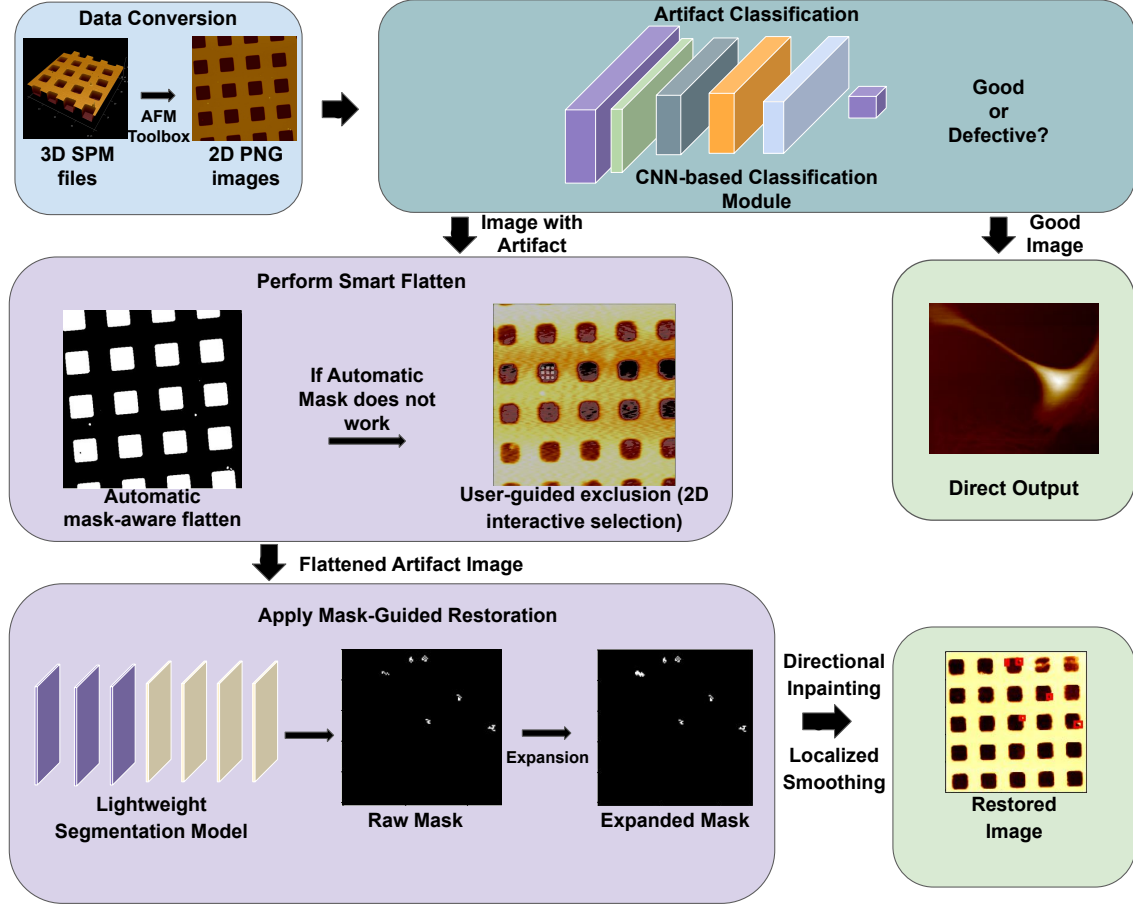 Data Conversion
AFM
Toolbox
3D SPM
files
2D PNG
images
Artifact Classification
CNN-based Classification
Module
Good
or
Defective?
Image with
Artifact
Good
Image
Perform Smart Flatten
Automatic
mask-aware flatten
If Automatic
Mask does not
work
User-guided exclusion (2D
interactive selection)
Direct Output
Flattened Artifact Image
Apply Mask-Guided Restoration
Lightweight
Segmentation Model
Raw Mask
Expansion
Expanded Mask
Directional
Inpainting
Localized
Smoothing
Restored
Image